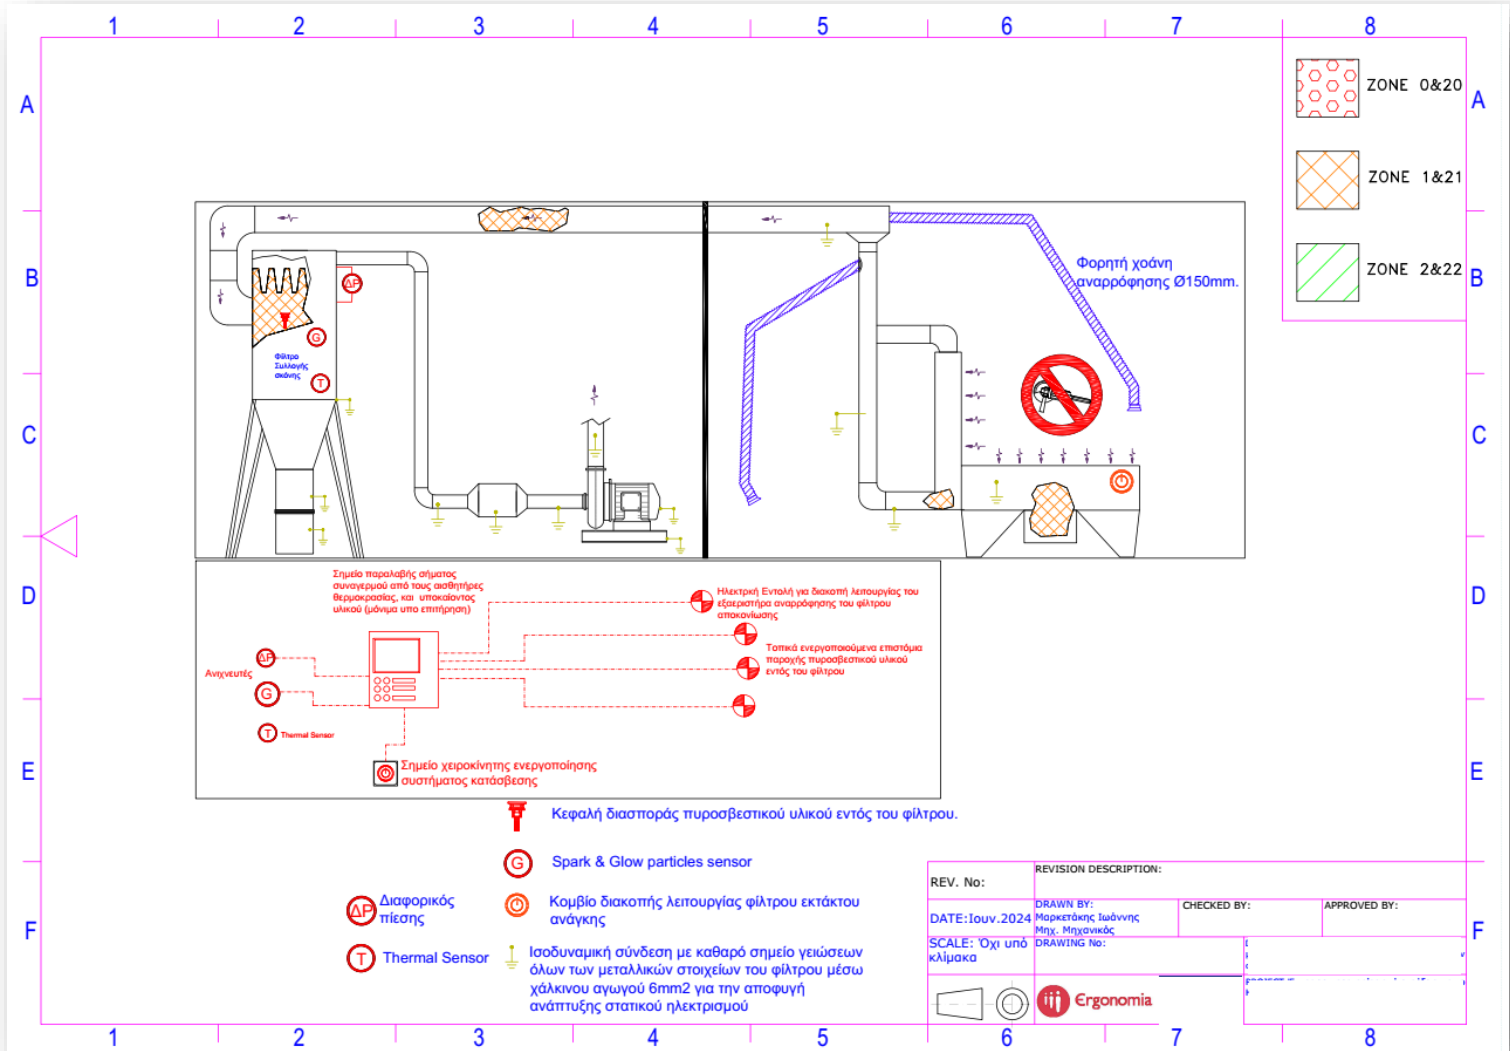 1 2 3 4 5 6 7 8
A A
B B
C C
D D
E E
F F
ZONE 0&20
ZONE 1&21
ZONE 2&22
Φορητή χοάνη
αναρρόφησης Ø150mm.
ΔP
G
T
Φίλτρο
Συλλογής
σκόνης
Σημείο παραλαβής σήματος
συναγερμού από τους αισθητήρες
θερμοκρασίας, και υποκαίοντος
υλικού (μόνιμα υπο επιτήρηση)
Ηλεκτρκή Εντολή για διακοπή λειτουργίας του
εξαεριστήρα αναρρόφησης του φίλτρου
αποκονίωσης
Τοπικά ενεργοποιούμενα επιστόμια
παροχής πυροσβεστικού υλικού
εντός του φίλτρου
Ανιχνευτές
ΔP
G
T Thermal Sensor
Σημείο χειροκίνητης ενεργοποίησης
συστήματος κατάσβεσης
Κεφαλή διασποράς πυροσβεστικού υλικού εντός του φίλτρου.
G Spark & Glow particles sensor
ΔP Διαφορικός
πίεσης
Κομβίο διακοπής λειτουργίας φίλτρου εκτάκτου
ανάγκης
T Thermal Sensor
Ισοδυναμική σύνδεση με καθαρό σημείο γειώσεων
όλων των μεταλλικών στοιχείων του φίλτρου μέσω
χάλκινου αγωγού 6mm2 για την αποφυγή
ανάπτυξης στατικού ηλεκτρισμού
REV. No:
REVISION DESCRIPTION:
DATE:Ιουν.2024
DRAWN BY:
Μαρκετάκης Ιωάννης
Μηχ. Μηχανικός
CHECKED BY:
APPROVED BY:
SCALE: Όχι υπό
κλίμακα
DRAWING No:
Ergonomia
1 2 3 4 5 6 7 8